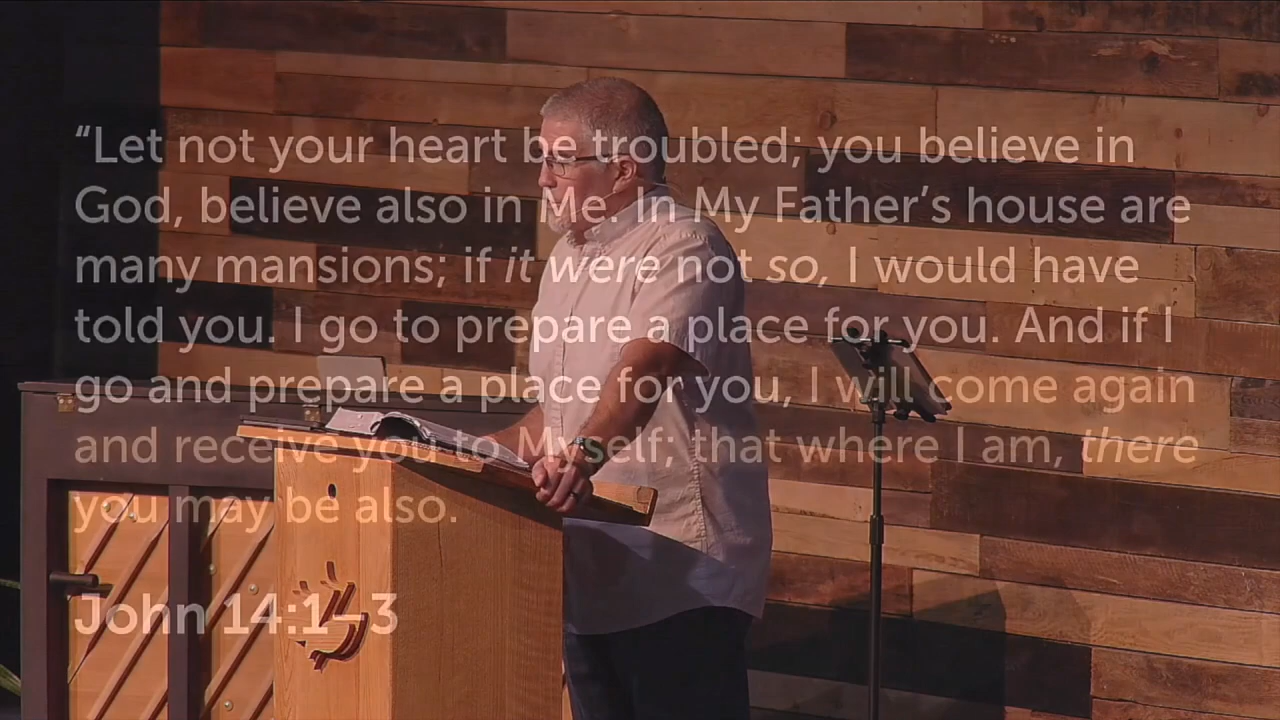 “Let not your heart be troubled; you believe in
God, believe also in Me. In My Father’s house are
many mansions; if it were not so, I would have
told you. I go to prepare a place for you. And if I
go and prepare a place for you, I will come again
and receive you to Myself; that where I am, there
you may be also.
John 14:1–3